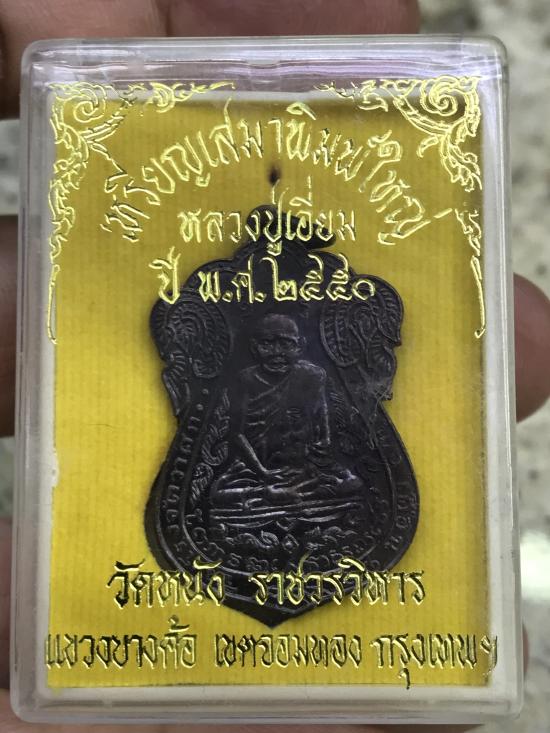 เหรียญเสมาพิมพ์ใหญ่
หลวงปู่เอี่ยม
ปี พ.ศ.๒๕๕๐
วัดหนัง ราชวรวิหาร
แขวงบางค้อ เขตจอมทอง กรุงเทพฯ